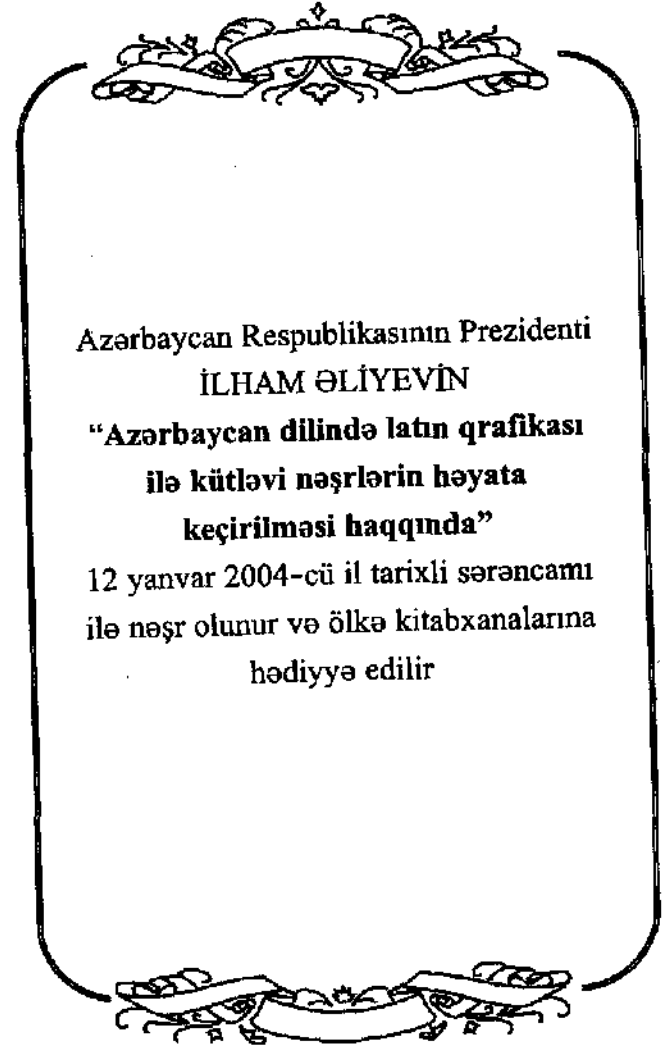 Azərbaycan Respublikasının Prezidenti
İLHAM ƏLİYEVİN
“Azərbaycan dilində latın qrafikası
ilə kütləvi nəşrlərin həyata
keçirilməsi haqqında”
12 yanvar 2004-cü il tarixli sərəncamı
ilə nəşr olunur və ölkə kitabxanalarına
hədiyyə edilir